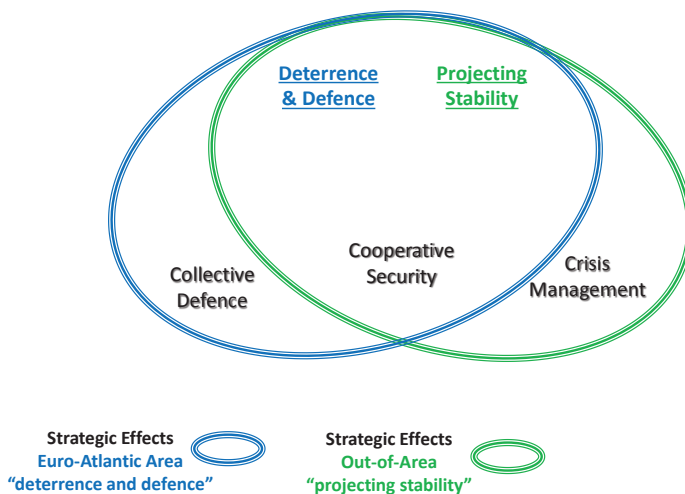 Deterrence
& Defence
Projecting
Stability
Collective
Defence
Cooperative
Security
Crisis
Management
Strategic Effects
Euro-Atlantic Area
“deterrence and defence”
Strategic Effects
Out-of-Area
“projecting stability”